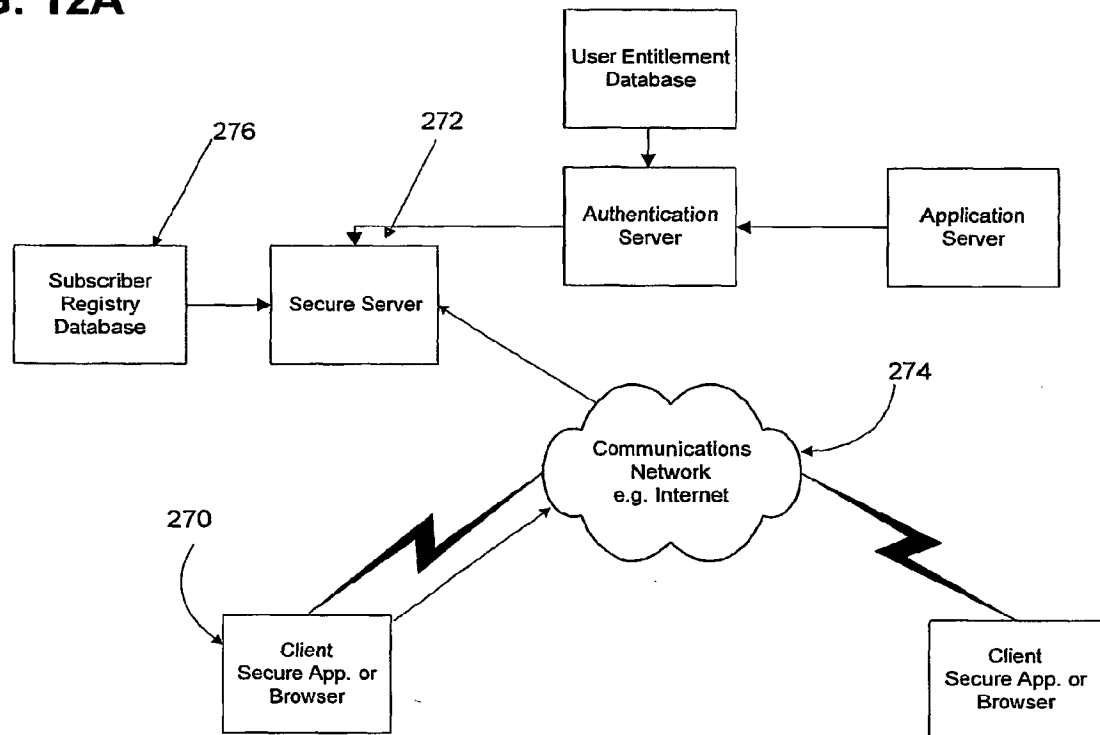 12A
User Entitlement
Database
276
272
Authentication
Server
Application
Server
Subscriber
Registry
Database
Secure Server
274
Communications
Network
e.g. Internet
270
Client
Secure App. or
Browser
Client
Secure App. or
Browser